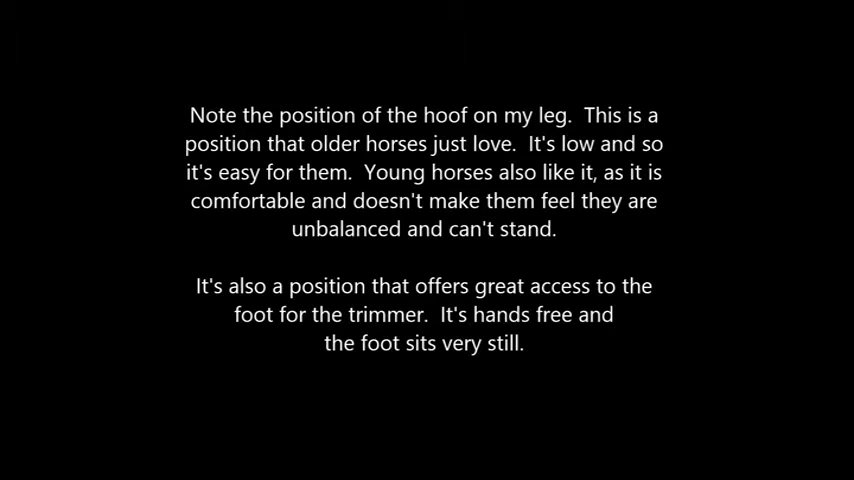 Note the position of the hoof on my leg.  This is a
position that older horses just love.  It's low and so
it's easy for them.  Young horses also like it, as it is
comfortable and doesn't make them feel they are
unbalanced and can't stand.
It's also a position that offers great access to the
foot for the trimmer.  It's hands free and
the foot sits very still.